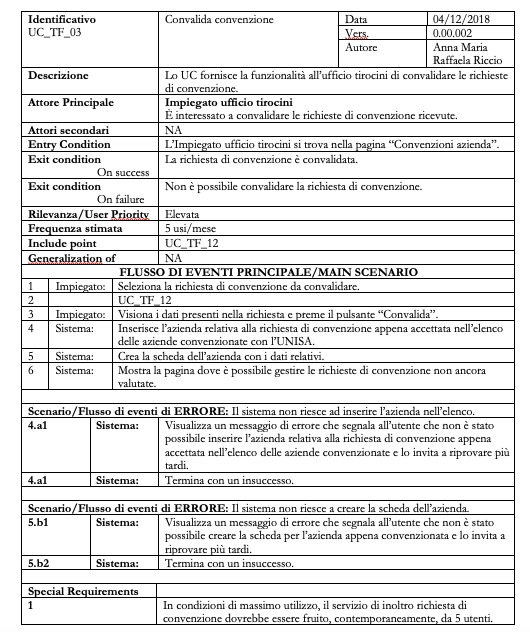 Identificativo
UC_TF_03
Convalida convenzione
Data
04/12/2018
Vers.
0.00.002
Autore
Anna Maria
Raffaela Riccio
Descrizione
Lo UC fornisce la funzionalità all'ufficio tirocini di convalidare le richieste
di convenzione.
Attore Principale
Impiegato ufficio tirocini
È interessato a convalidare le richieste di convenzione ricevute.
Attori secondari
NA
Entry Condition
L'Impiegato ufficio tirocini si trova nella pagina “Convenzioni azienda”.
Exit condition
On success
La richiesta di convenzione è convalidata.
Exit condition
On failure
Non è possibile convalidare la richiesta di convenzione.
Rilevanza/User Priority
Elevata
Frequenza stimata
5 usi/mese
Include point
UC_TF_12
Generalization of
NA
FLUSSO DI EVENTI PRINCIPALE/MAIN SCENARIO
1 Impiegato: Seleziona la richiesta di convenzione da convalidare.
2 UC_TF_12
3 Impiegato: Visiona i dati presenti nella richiesta e preme il pulsante “Convalida”.
4 Sistema: Inserisce l'azienda relativa alla richiesta di convenzione appena accettata nell'elenco
delle aziende convenzionate con l'UNISA.
5 Sistema: Crea la scheda dell'azienda con i dati relativi.
6 Sistema: Mostra la pagina dove è possibile gestire le richieste di convenzione non ancora
valutate.
Scenario/Flusso di eventi di ERRORE: Il sistema non riesce ad inserire l'azienda nell'elenco.
4.a1 Sistema: Visualizza un messaggio di errore che segnala all'utente che non è stato
possibile inserire l'azienda relativa alla richiesta di convenzione appena
accettata nell'elenco delle aziende convenzionate e lo invita a riprovare più
tardi.
4.a1 Sistema: Termina con un insuccesso.
Scenario/Flusso di eventi di ERRORE: Il sistema non riesce a creare la scheda dell'azienda.
5.b1 Sistema: Visualizza un messaggio di errore che segnala all'utente che non è stato
possibile creare la scheda per l'azienda appena convenzionata e lo invita a
riprovare più tardi.
5.b2 Sistema: Termina con un insuccesso.
Special Requirements
1 In condizioni di massimo utilizzo, il servizio di inoltro richiesta di
convenzione dovrebbe essere fruito, contemporaneamente, da 5 utenti.